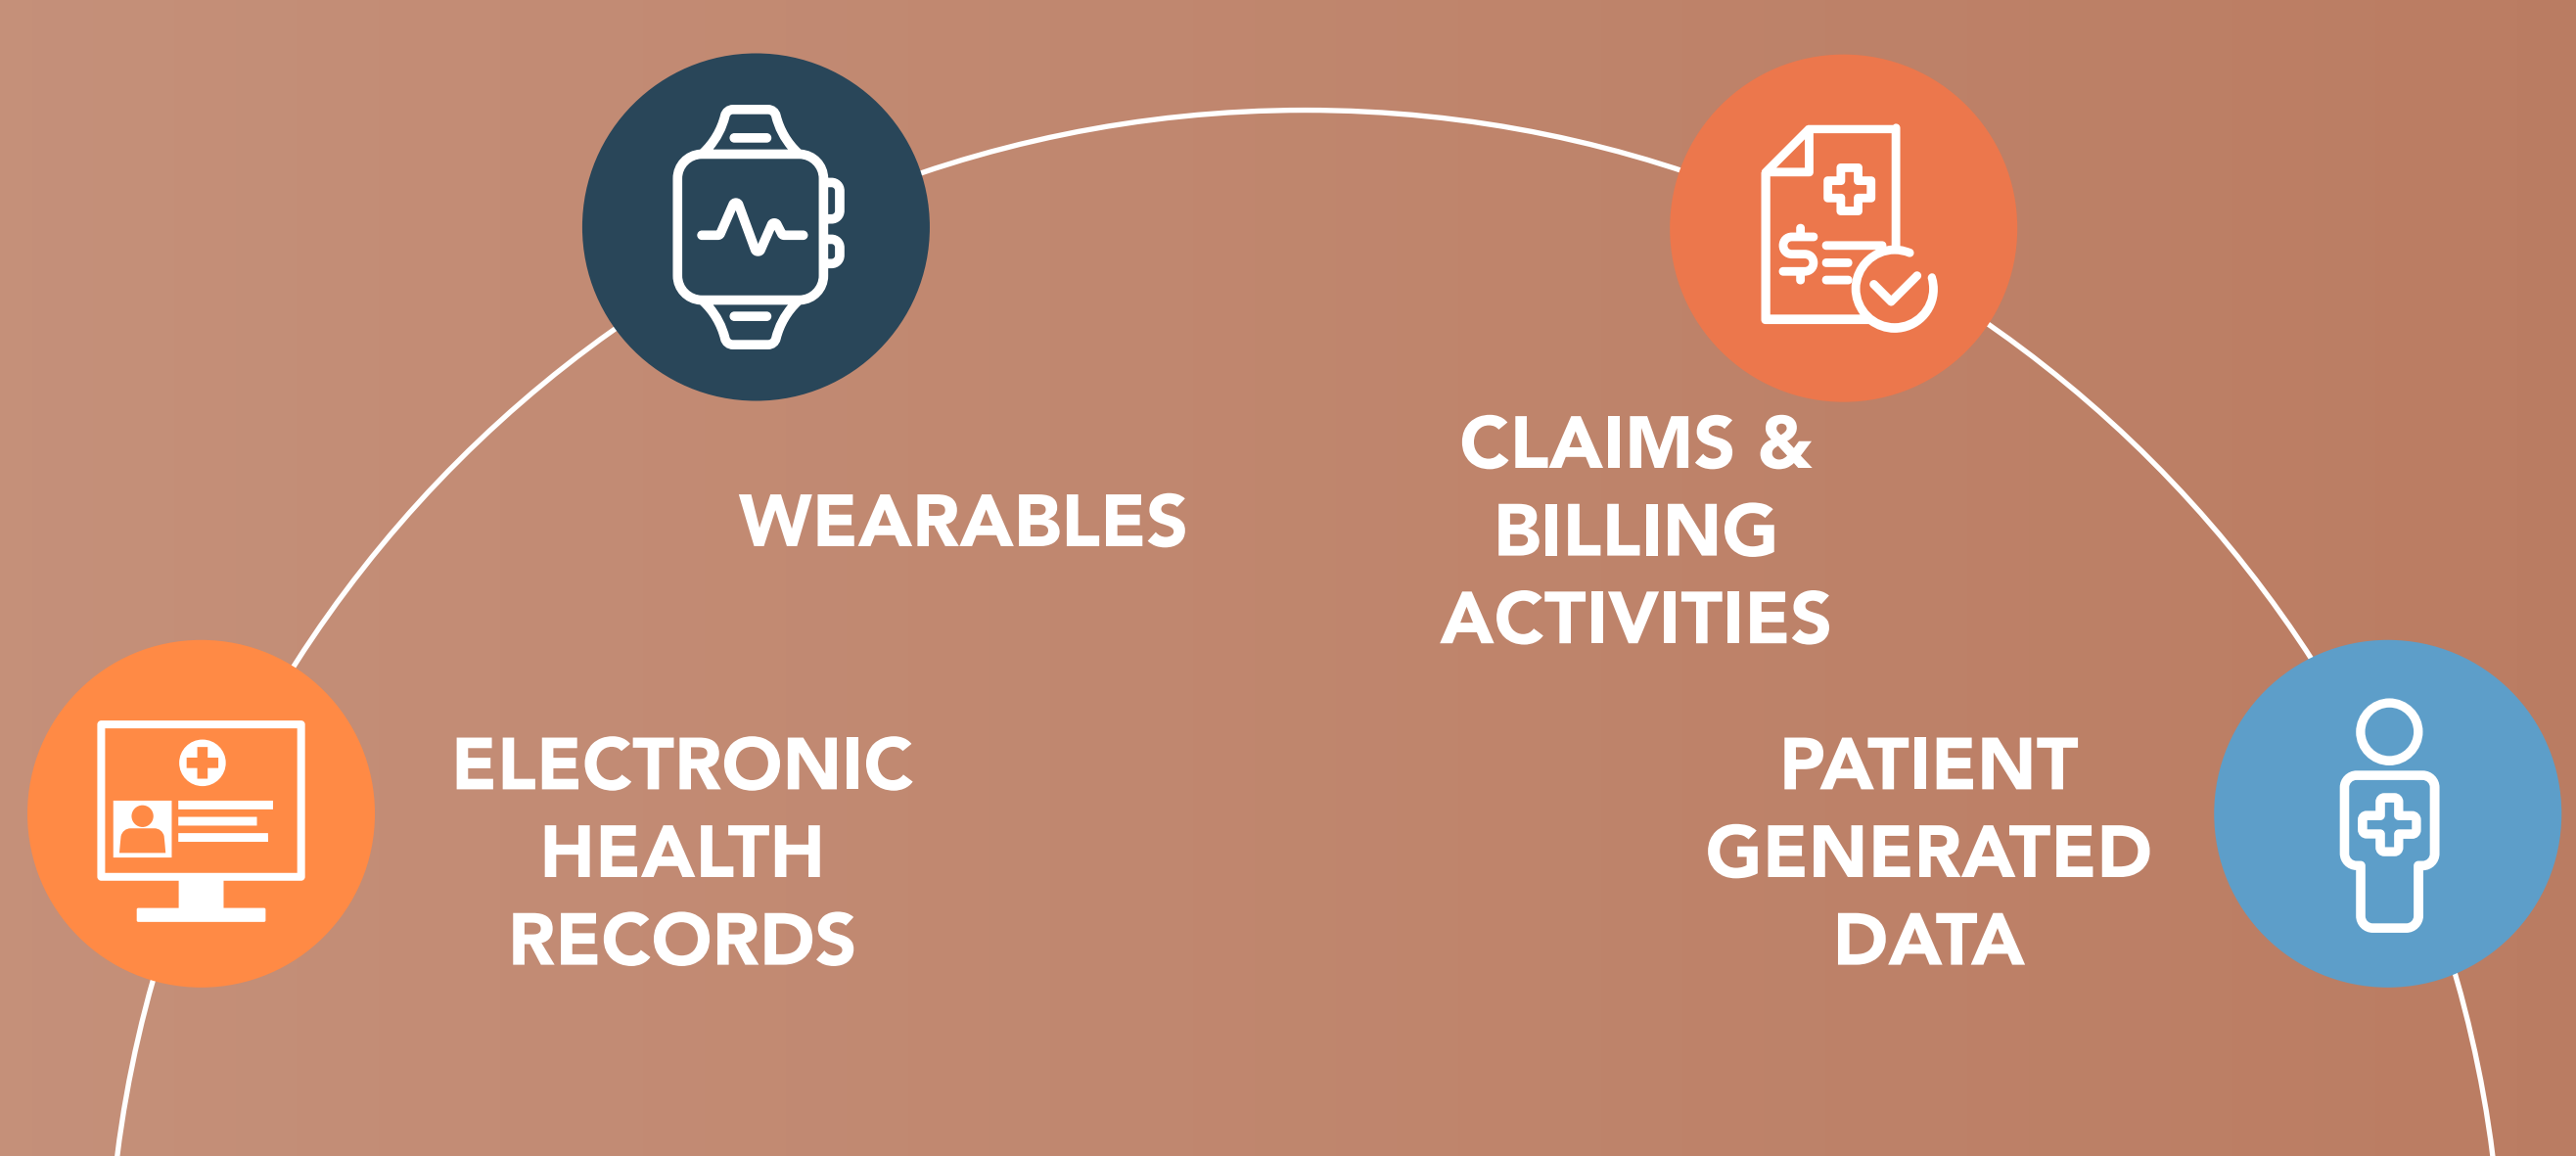 WEARABLES
CLAIMS &
BILLING
ACTIVITIES
ELECTRONIC
HEALTH
RECORDS
PATIENT
GENERATED
DATA
$